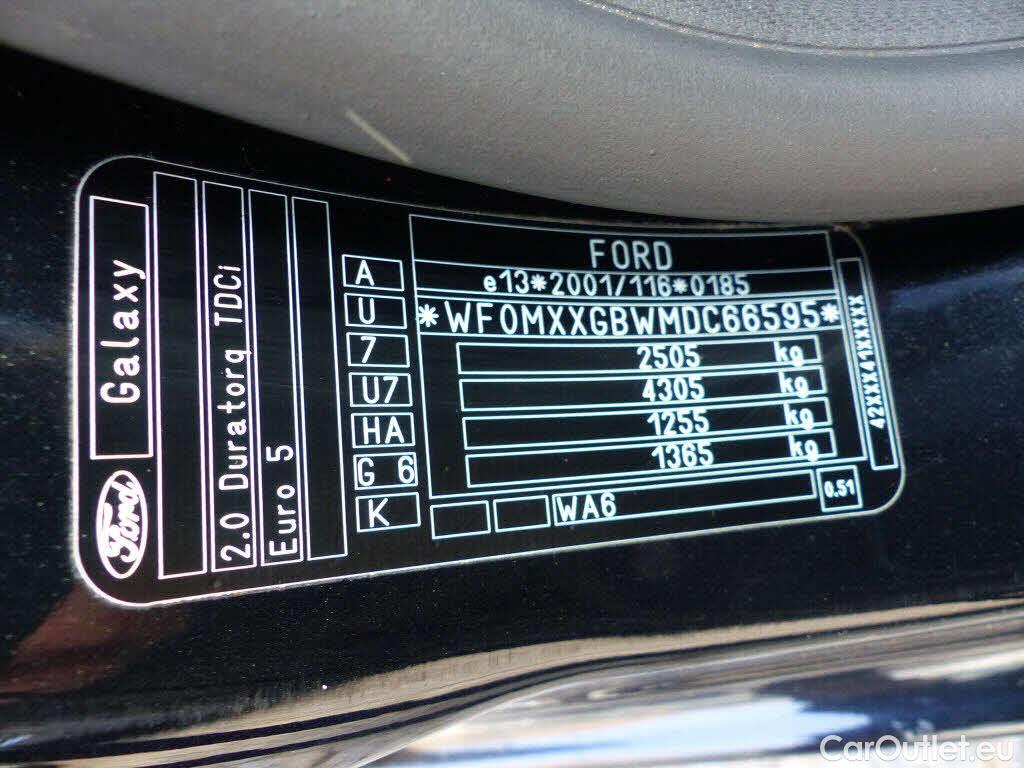 Galaxy
Ford
2.0 Duratorq TDCi
Euro 5
A
U
7
U7
HA
G 6
K
FORD
e13*2001/116*0185
*WF0MXXGBWMDC66595*
2505 kg
4305 kg
1255 kg
1365 kg
WA6
0.51
42XXX41XXXX
CarOutlet.eu